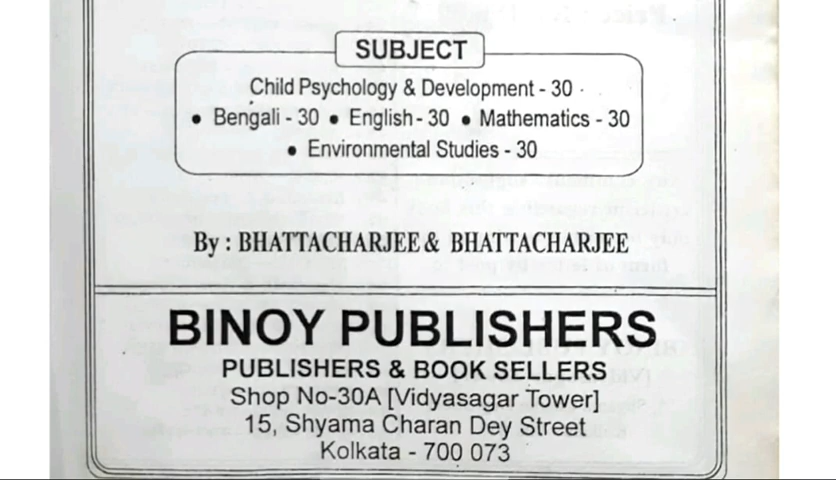 SUBJECT
Child Psychology & Development - 30
• Bengali - 30 • English - 30 • Mathematics - 30
• Environmental Studies - 30
By : BHATTACHARJEE & BHATTACHARJEE
BINOY PUBLISHERS
PUBLISHERS & BOOK SELLERS
Shop No-30A [Vidyasagar Tower]
15, Shyama Charan Dey Street
Kolkata - 700 073